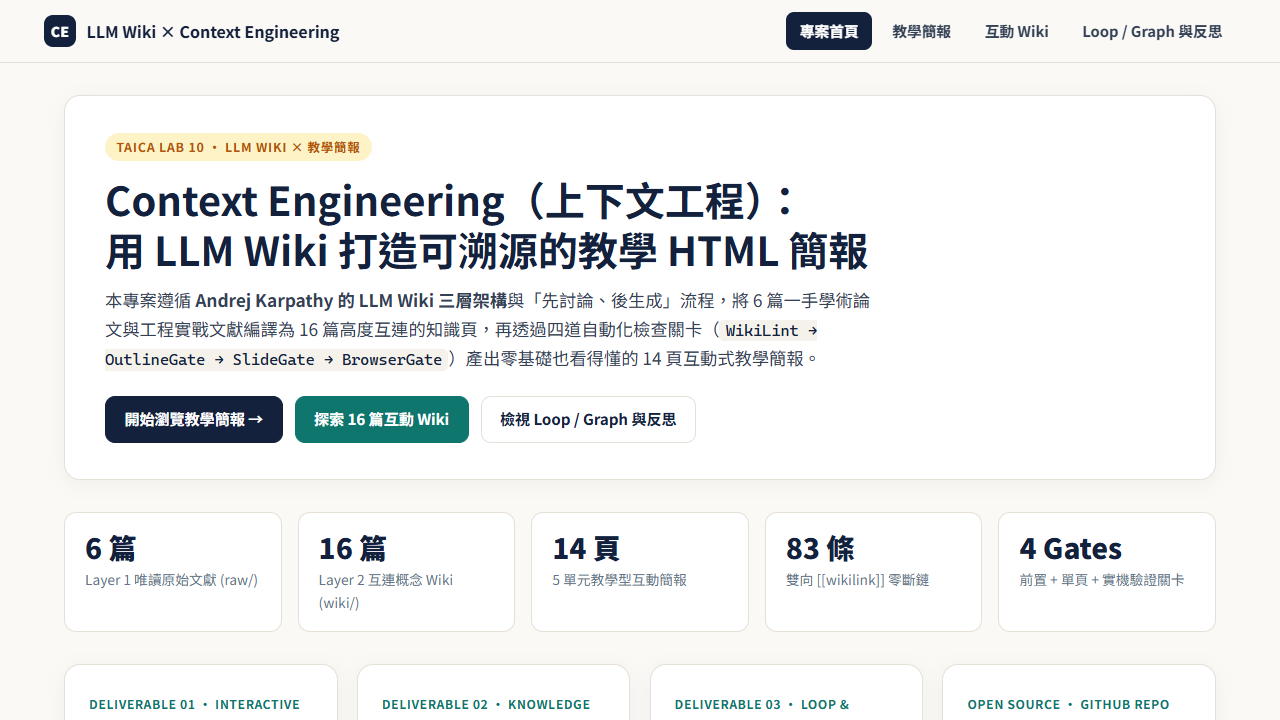 CE LLM Wiki × Context Engineering 專案首頁 教學簡報 互動 Wiki Loop / Graph 與反思
TAICA LAB 10 · LLM WIKI × 教學簡報
Context Engineering（上下文工程）：
用 LLM Wiki 打造可溯源的教學 HTML 簡報
本專案遵循 Andrej Karpathy 的 LLM Wiki 三層架構與「先討論、後生成」流程，將 6 篇一手學術論
文與工程實戰文獻編譯為 16 篇高度互連的知識頁，再透過四道自動化檢查關卡（ WikiLint →
OutlineGate → SlideGate → BrowserGate ）產出零基礎也看得懂的 14 頁互動式教學簡報。
開始瀏覽教學簡報 → 探索 16 篇互動 Wiki 檢視 Loop / Graph 與反思
6 篇
Layer 1 唯讀原始文獻 (raw/)
16 篇
Layer 2 互連概念 Wiki
(wiki/)
14 頁
5 單元教學型互動簡報
83 條
雙向 [[wikilink]] 零斷鏈
4 Gates
前置 + 單頁 + 實機驗證關卡
DELIVERABLE 01 · INTERACTIVE
DELIVERABLE 02 · KNOWLEDGE
DELIVERABLE 03 · LOOP &
OPEN SOURCE · GITHUB REPO